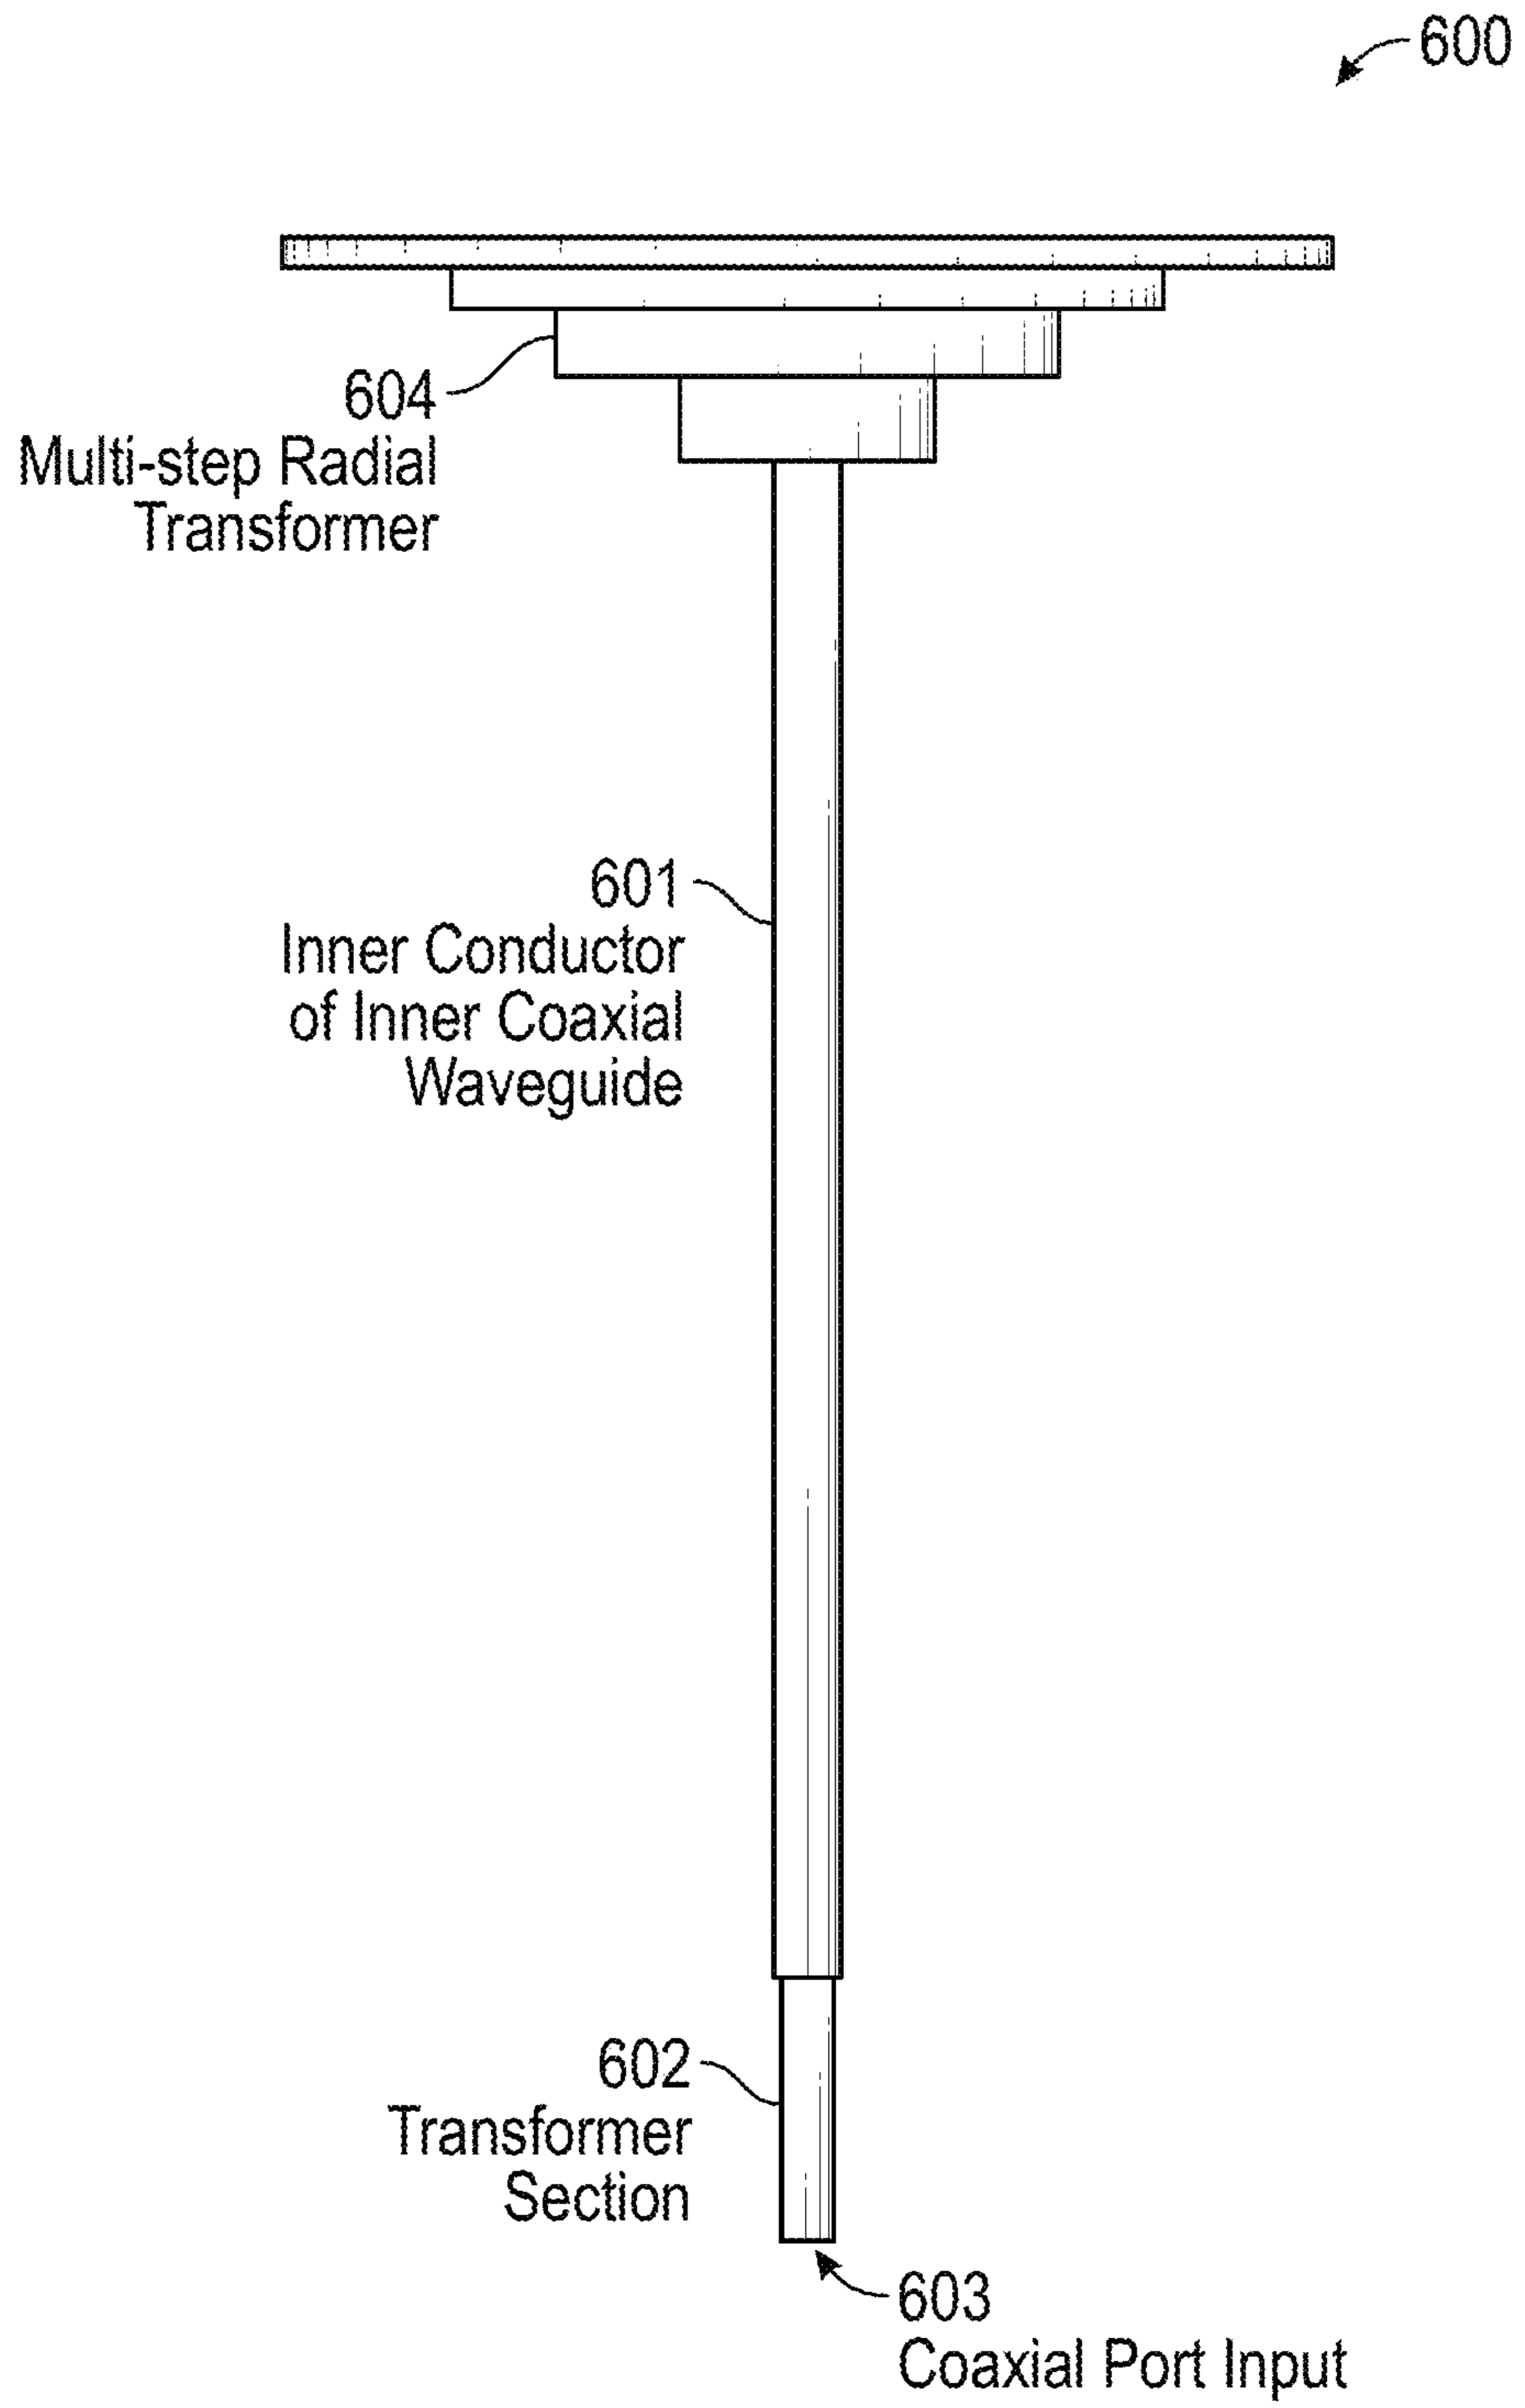 600
604
Multi-step Radial
Transformer
601
Inner Conductor
of Inner Coaxial
Waveguide
602
Transformer
Section
603
Coaxial Port Input